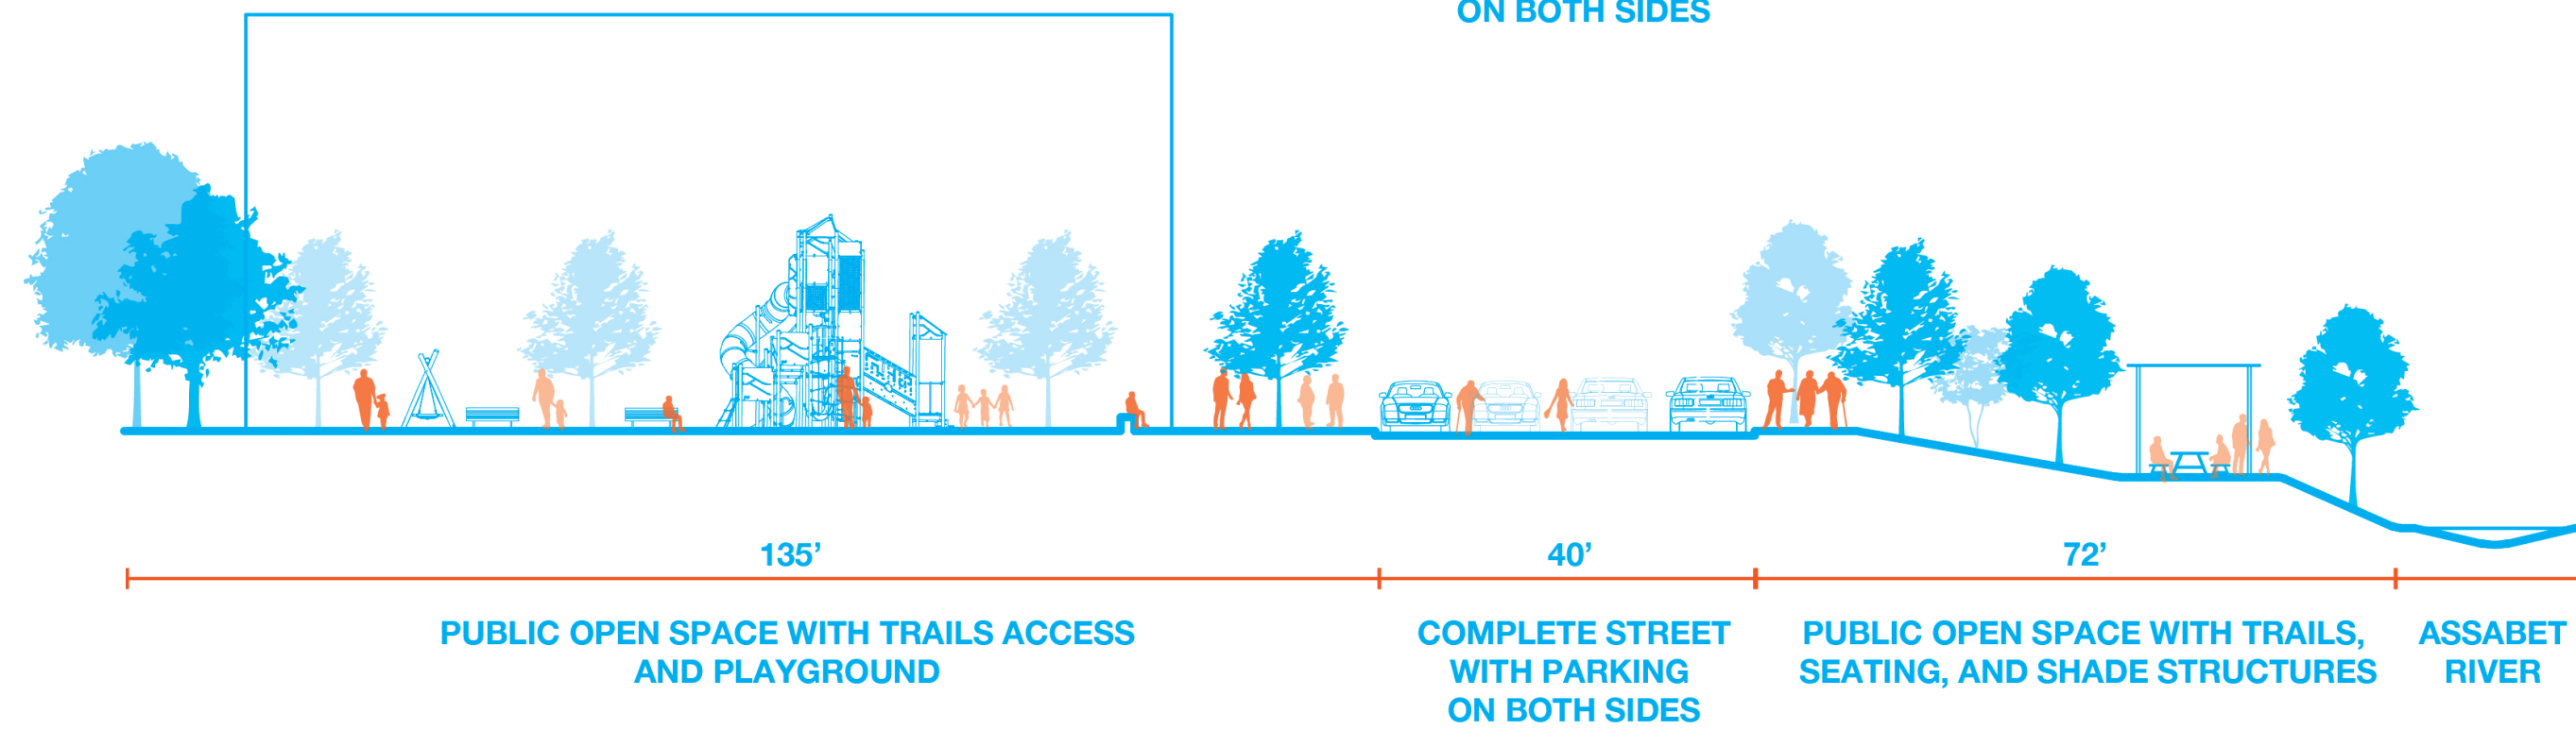 ON BOTH SIDES
135’
40’
72’
PUBLIC OPEN SPACE WITH TRAILS ACCESS
AND PLAYGROUND
COMPLETE STREET
WITH PARKING
ON BOTH SIDES
PUBLIC OPEN SPACE WITH TRAILS,
SEATING, AND SHADE STRUCTURES
ASSABET
RIVER